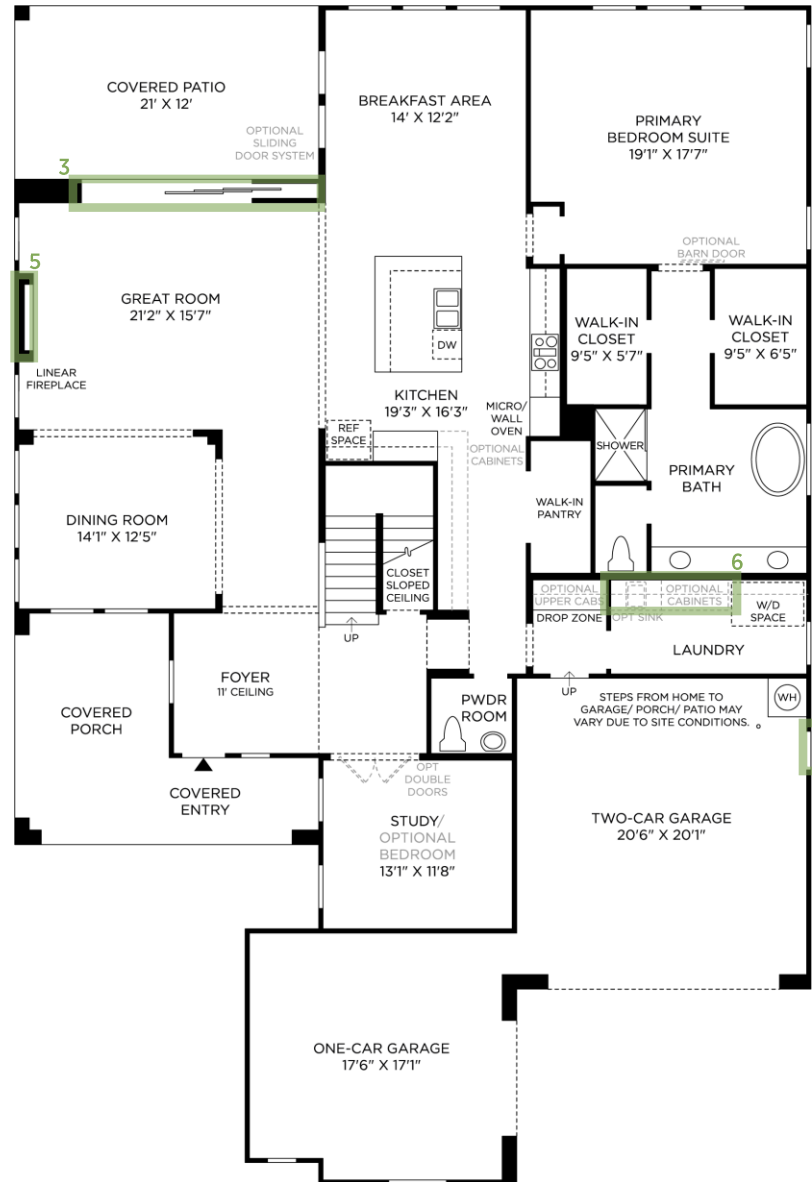 COVERED PATIO
21' X 12'
OPTIONAL
SLIDING
DOOR SYSTEM
3
BREAKFAST AREA
14' X 12'2"
PRIMARY
BEDROOM SUITE
19'1" X 17'7"
OPTIONAL
BARN DOOR
5
GREAT ROOM
21'2" X 15'7"
LINEAR
FIREPLACE
DW
KITCHEN
19'3" X 16'3"
REF
SPACE
MICRO/
WALL
OVEN
OPTIONAL
CABINETS
WALK-IN
CLOSET
9'5" X 5'7"
WALK-IN
CLOSET
9'5" X 6'5"
SHOWER
PRIMARY
BATH
WALK-IN
PANTRY
DINING ROOM
14'1" X 12'5"
CLOSET
SLOPED
CEILING
UP
6
OPTIONAL
UPPER CABS
DROP ZONE
OPT SINK
OPTIONAL
CABINETS
W/D
SPACE
LAUNDRY
UP
FOYER
11' CEILING
COVERED
PORCH
COVERED
ENTRY
PWDR
ROOM
STEPS FROM HOME TO
GARAGE/ PORCH/ PATIO MAY
VARY DUE TO SITE CONDITIONS.
WH
OPT
DOUBLE
DOORS
STUDY/
OPTIONAL
BEDROOM
13'1" X 11'8"
TWO-CAR GARAGE
20'6" X 20'1"
ONE-CAR GARAGE
17'6" X 17'1"